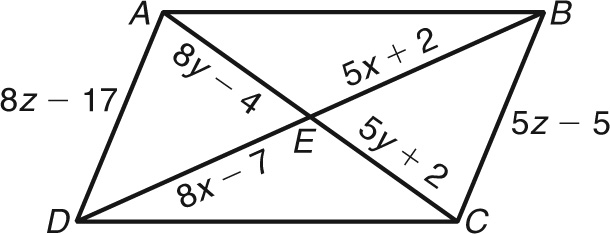 A
B
8y − 4
5x + 2
8z − 17
5z − 5
E
5y + 2
8x − 7
D
C